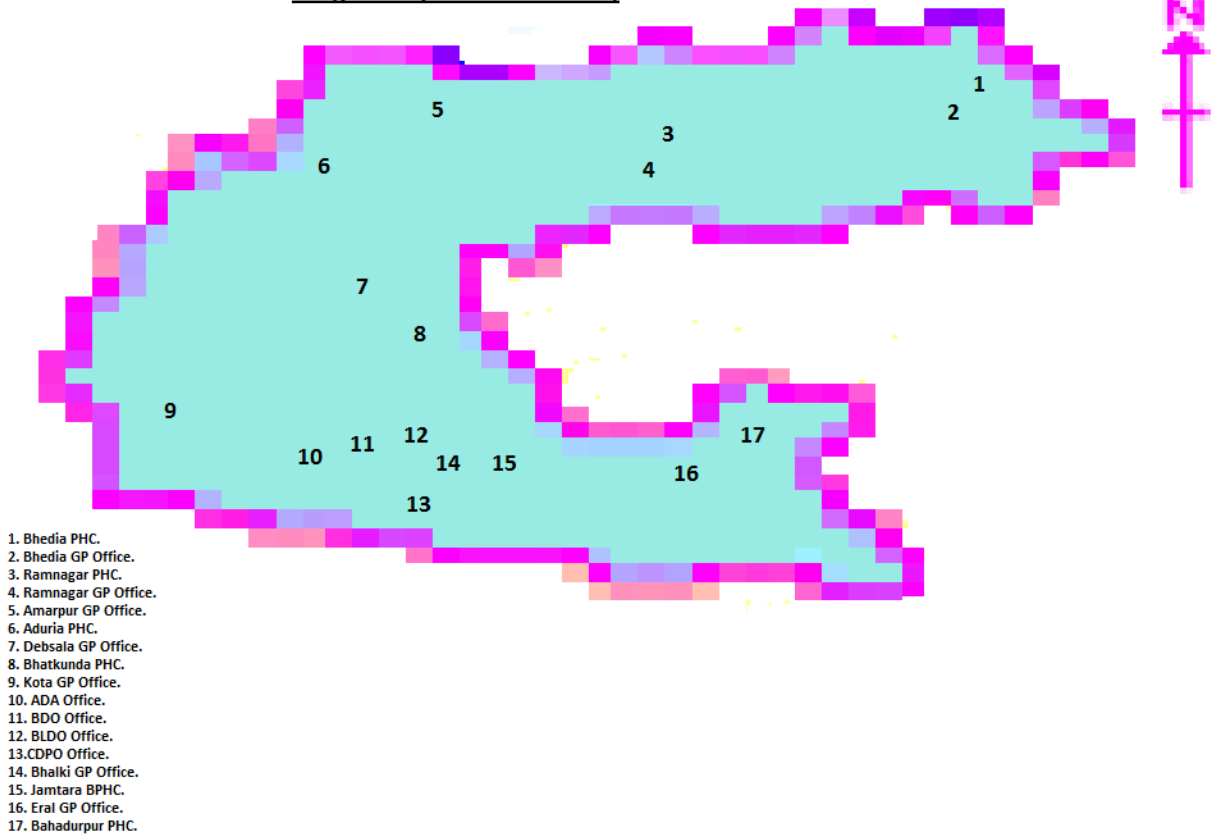 N
1
2
5
3
6
4
7
8
9
12
17
11
10
14
15
16
13
1. Bhedia PHC.
2. Bhedia GP Office.
3. Ramnagar PHC.
4. Ramnagar GP Office.
5. Amarpur GP Office.
6. Aduria PHC.
7. Debsala GP Office.
8. Bhatkunda PHC.
9. Kota GP Office.
10. ADA Office.
11. BDO Office.
12. BLDO Office.
13.CDPO Office.
14. Bhalki GP Office.
15. Jamtara BPHC.
16. Eral GP Office.
17. Bahadurpur PHC.